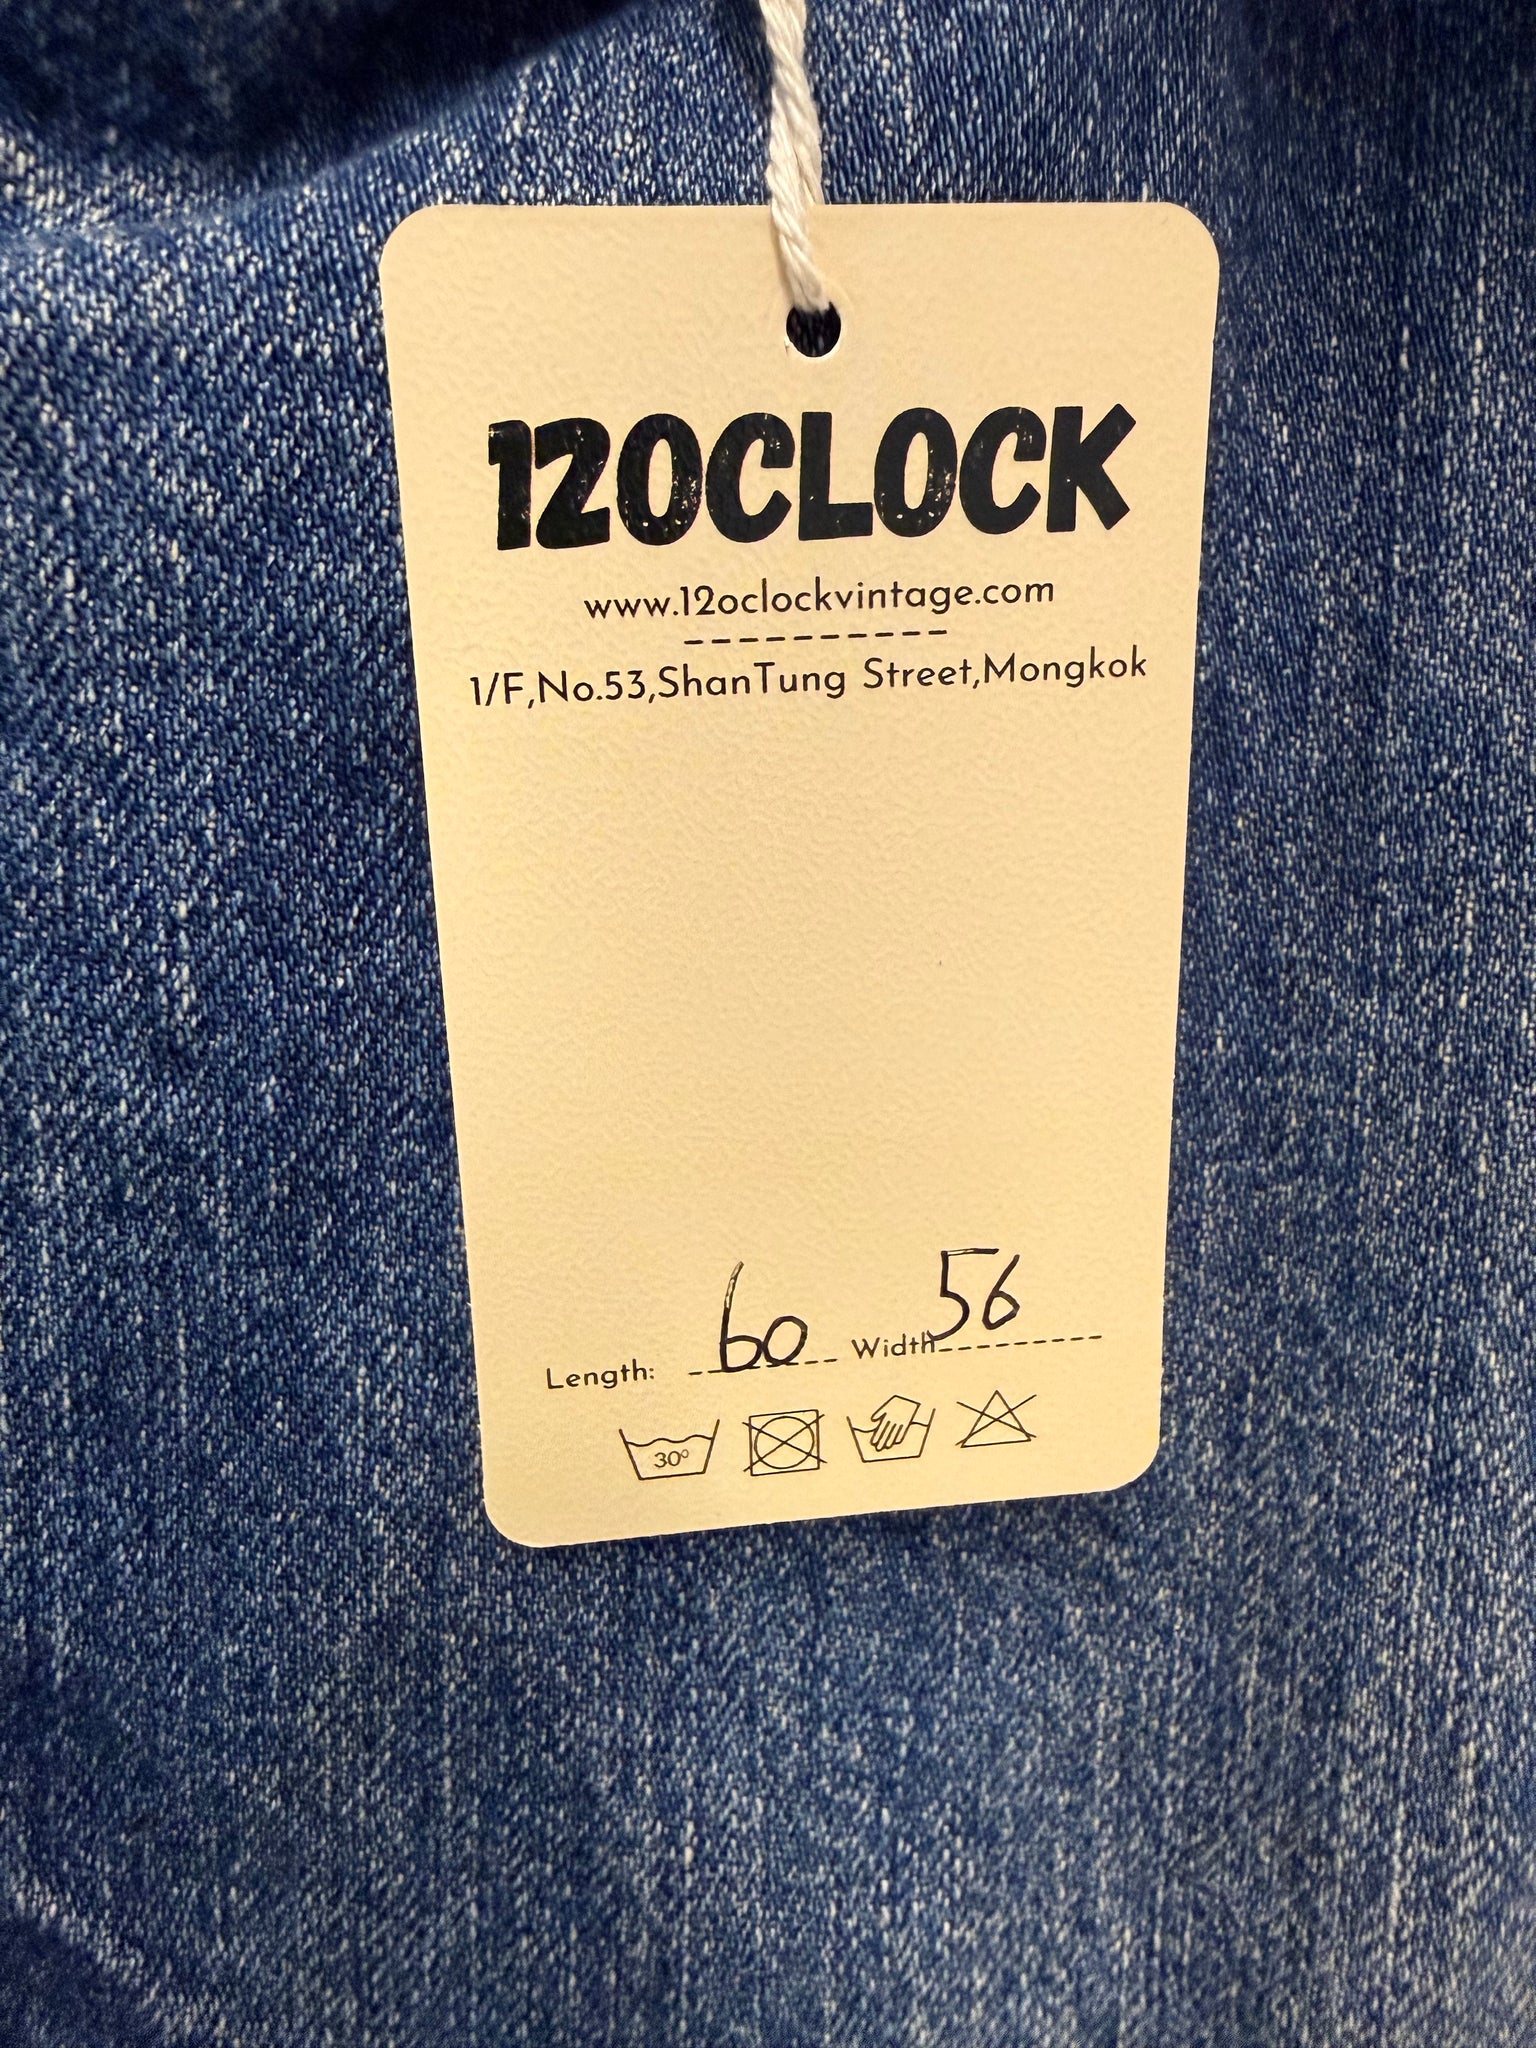 12OCLOCK
www.12oclockvintage.com
----------
1/F,No.53,ShanTung Street,Mongkok
Length: 60 Width 56
30°